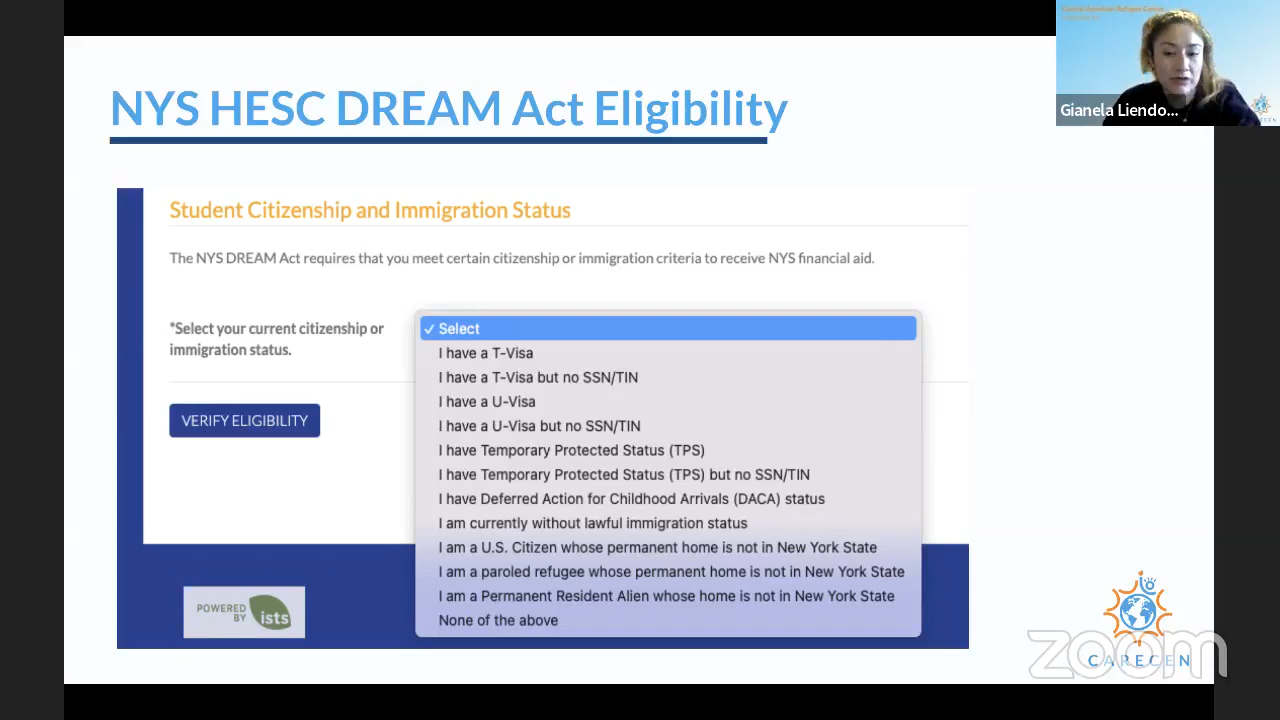 Central American Refugee Center
Gianela Liendo...
NYS HESC DREAM Act Eligibility
Student Citizenship and Immigration Status
The NYS DREAM Act requires that you meet certain citizenship or immigration criteria to receive NYS financial aid.
*Select your current citizenship or
immigration status.
✓ Select
I have a T-Visa
I have a T-Visa but no SSN/TIN
I have a U-Visa
I have a U-Visa but no SSN/TIN
I have Temporary Protected Status (TPS)
I have Temporary Protected Status (TPS) but no SSN/TIN
I have Deferred Action for Childhood Arrivals (DACA) status
I am currently without lawful immigration status
I am a U.S. Citizen whose permanent home is not in New York State
I am a paroled refugee whose permanent home is not in New York State
I am a Permanent Resident Alien whose home is not in New York State
None of the above
VERIFY ELIGIBILITY
POWERED
BY
ists
zoom
CARECEN